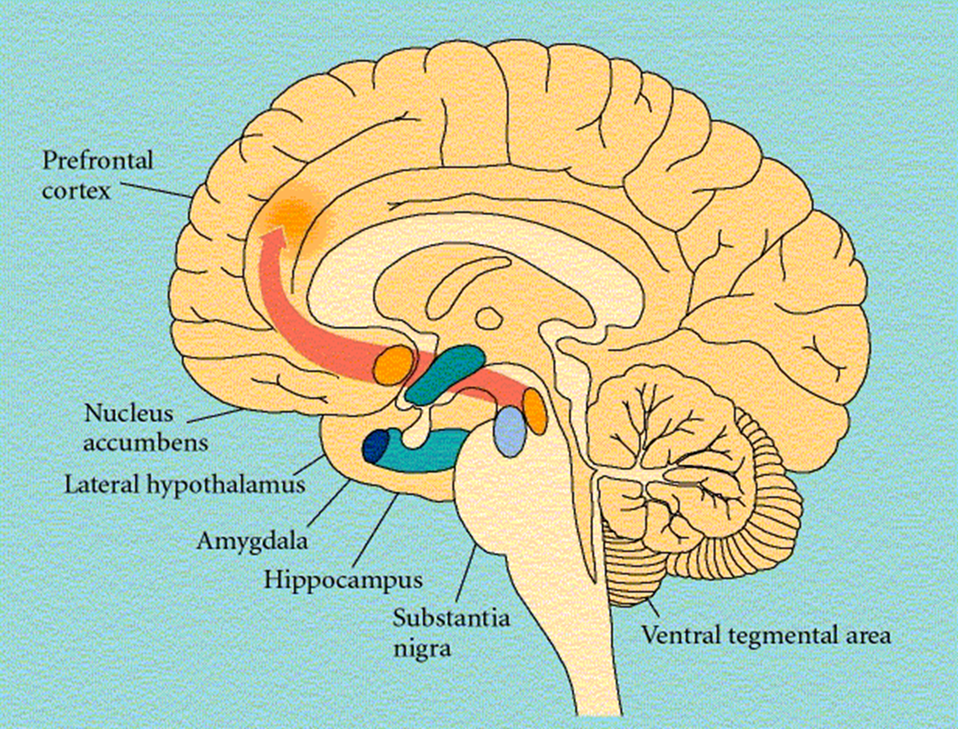 Prefrontal
cortex
Nucleus
accumbens
Lateral hypothalamus
Amygdala
Hippocampus
Substantia
nigra
Ventral tegmental area